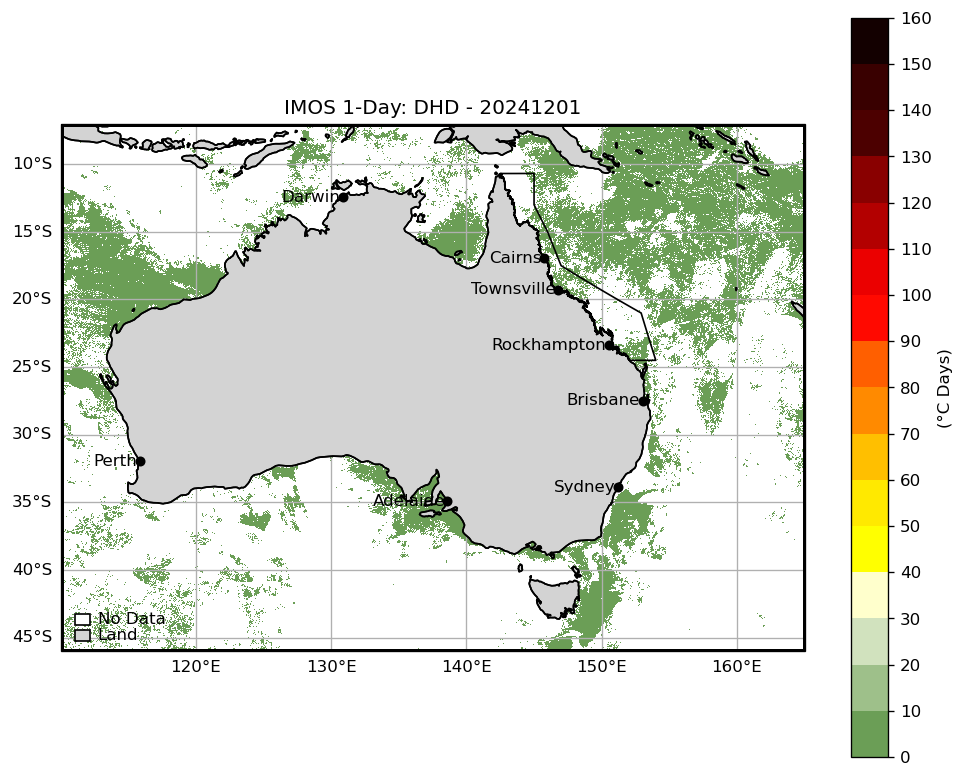 IMOS 1-Day: DHD - 20241201
10°S
15°S
20°S
25°S
30°S
35°S
40°S
45°S
120°E
130°E
140°E
150°E
160°E
Darwin
Cairns
Townsville
Rockhampton
Brisbane
Perth
Sydney
Adelaide
No Data
Land
160
150
140
130
120
110
100
90
80
70
60
50
40
30
20
10
0
(°C Days)